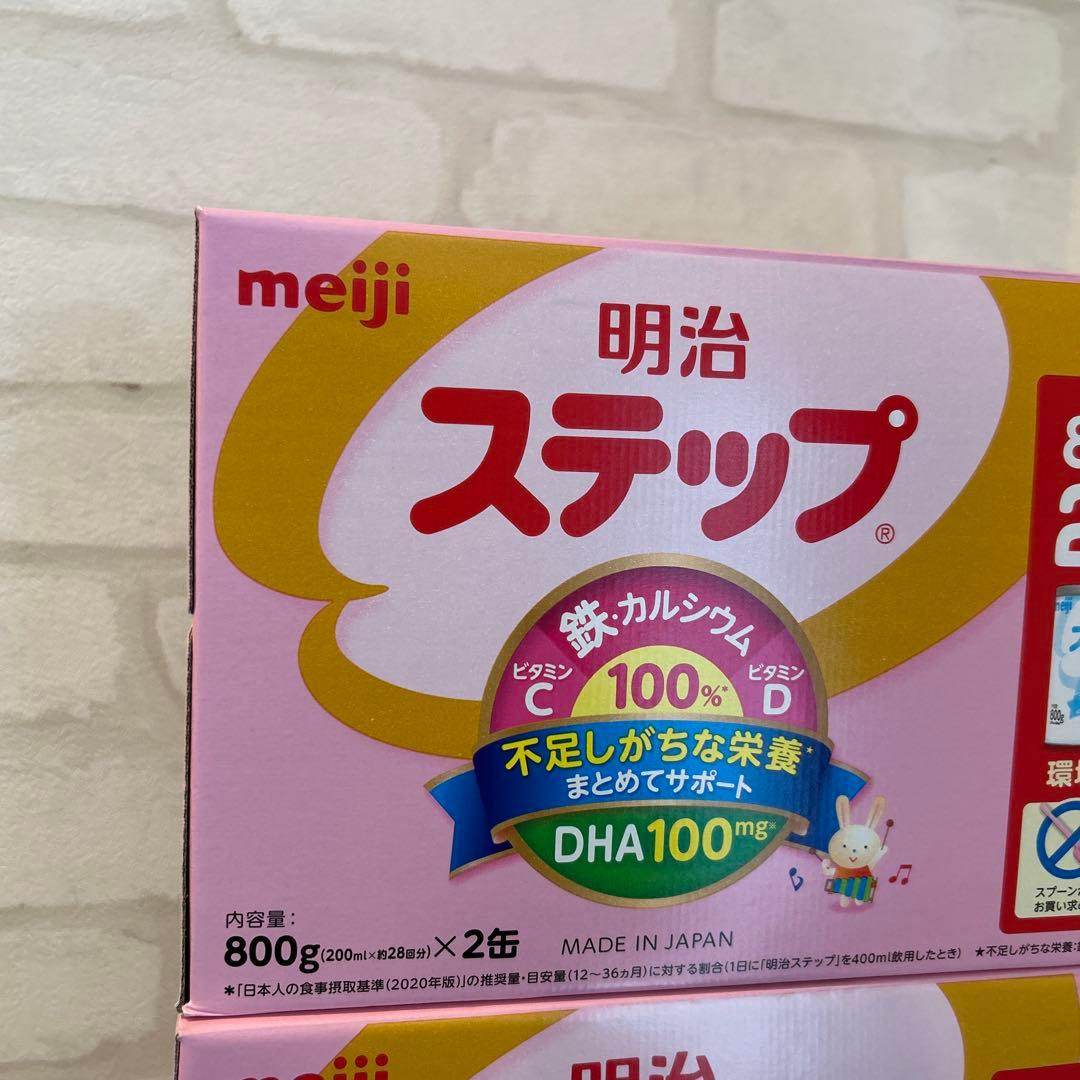 meiji
明治
ステップ®
鉄・カルシウム
ビタミンC
100%*
ビタミンD
不足しがちな栄養★
まとめてサポート
DHA100mg※
内容量：
800g(200ml×約28回分)×2缶
MADE IN JAPAN
*「日本人の食事摂取基準(2020年版)」の推奨量・目安量(12～36ヵ月)に対する割合(1日に「明治ステップ」を400ml飲用したとき)
★不足しがちな栄養:
meiji
800g
スプーン
お買い求め
meiji
明治